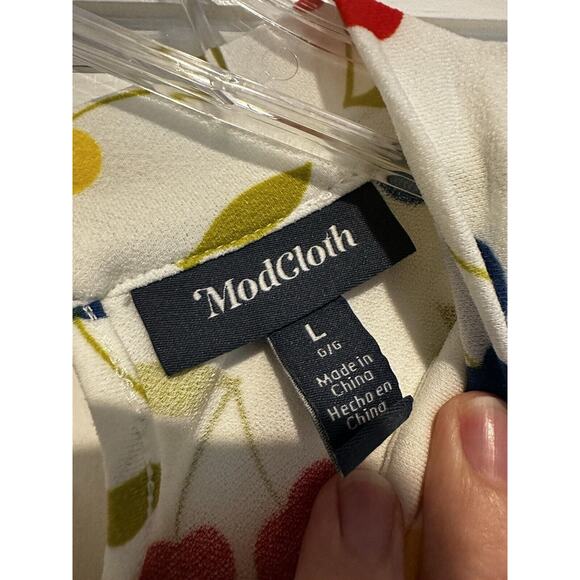 ModCloth
L
G/G
Made in
China
Hecho en
China